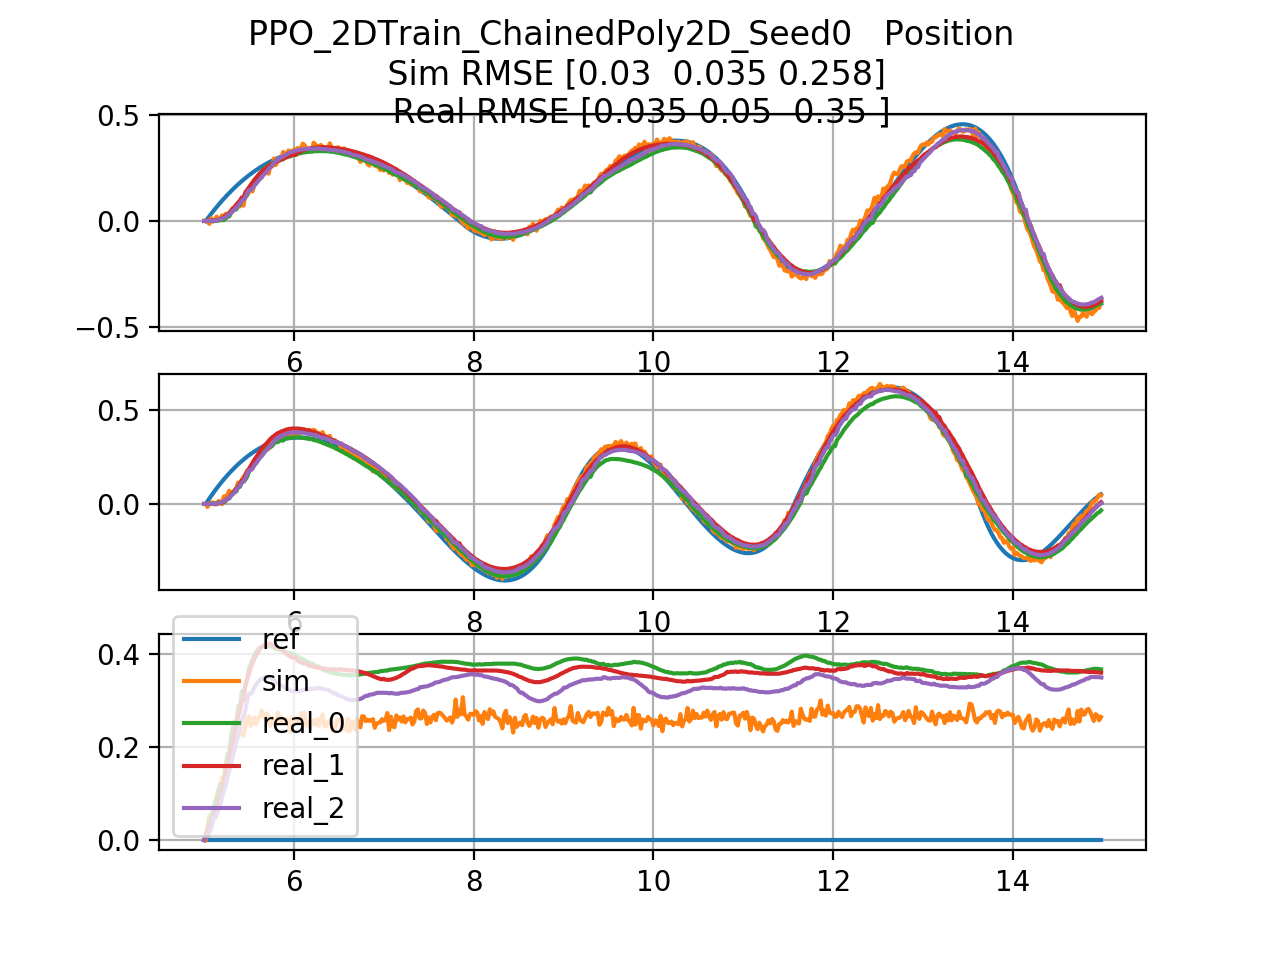 PPO_2DTrain_ChainedPoly2D_Seed0   Position
Sim RMSE [0.03  0.035 0.258]
Real RMSE [0.035 0.05  0.35 ]
0.5
0.0
−0.5
6 8 10 12 14
0.5
0.0
6 8 10 12 14
0.4
0.2
0.0
ref
sim
real_0
real_1
real_2
6 8 10 12 14